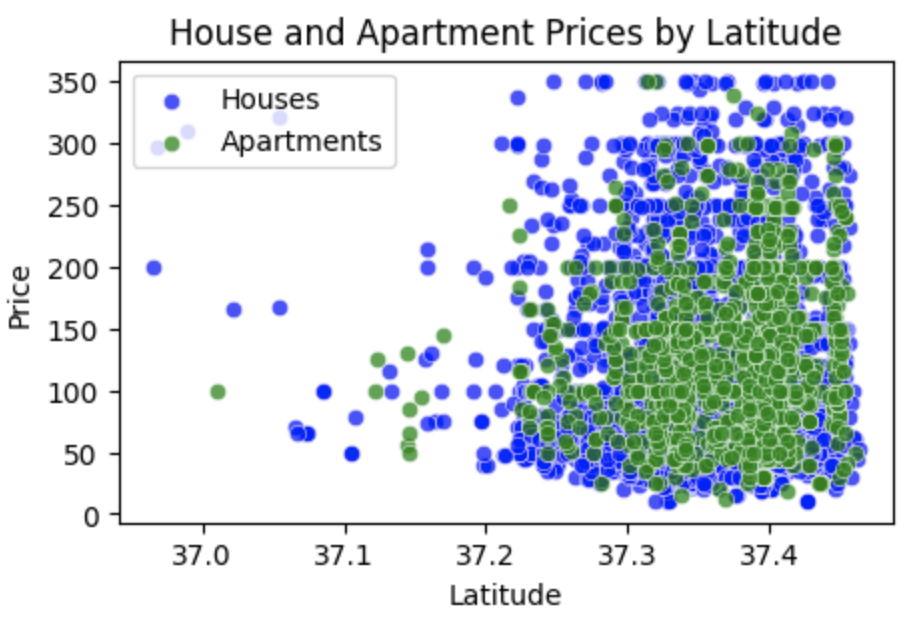 House and Apartment Prices by Latitude
Houses
Apartments
350
300
250
200
150
100
50
0
Price
37.0 37.1 37.2 37.3 37.4
Latitude